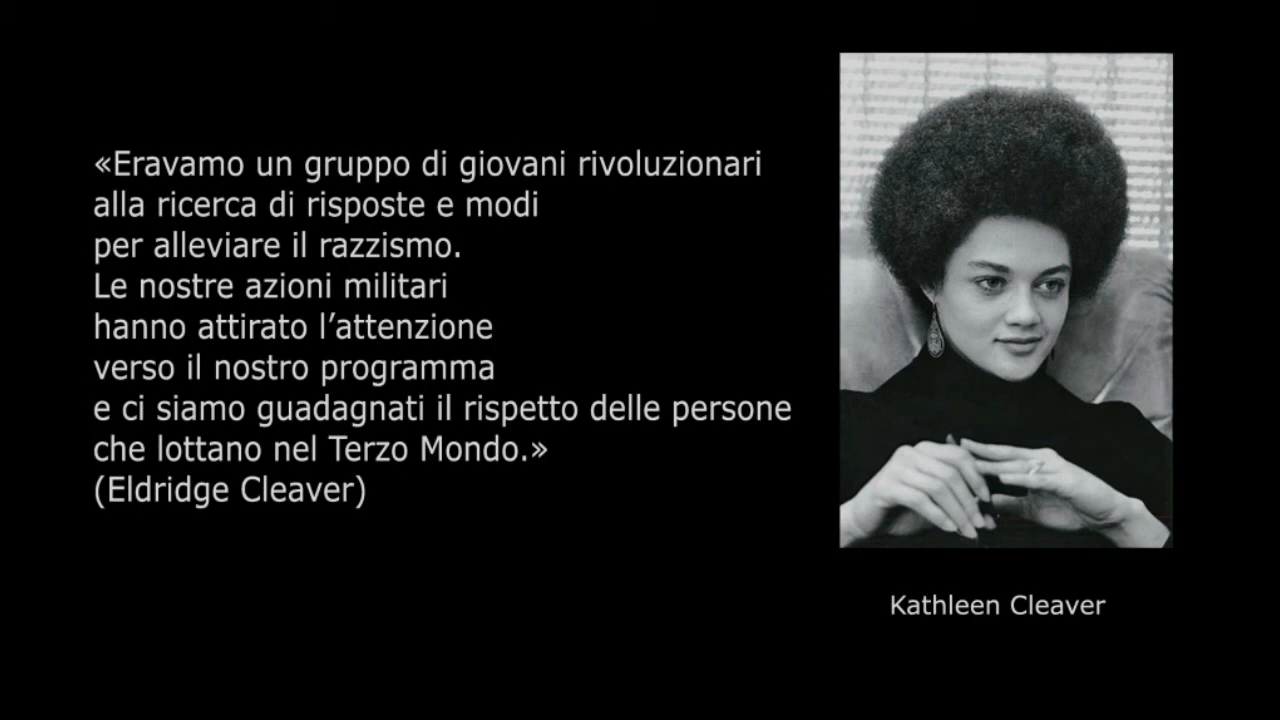 «Eravamo un gruppo di giovani rivoluzionari
alla ricerca di risposte e modi
per alleviare il razzismo.
Le nostre azioni militari
hanno attirato l’attenzione
verso il nostro programma
e ci siamo guadagnati il rispetto delle persone
che lottano nel Terzo Mondo.»
(Eldridge Cleaver)
Kathleen Cleaver